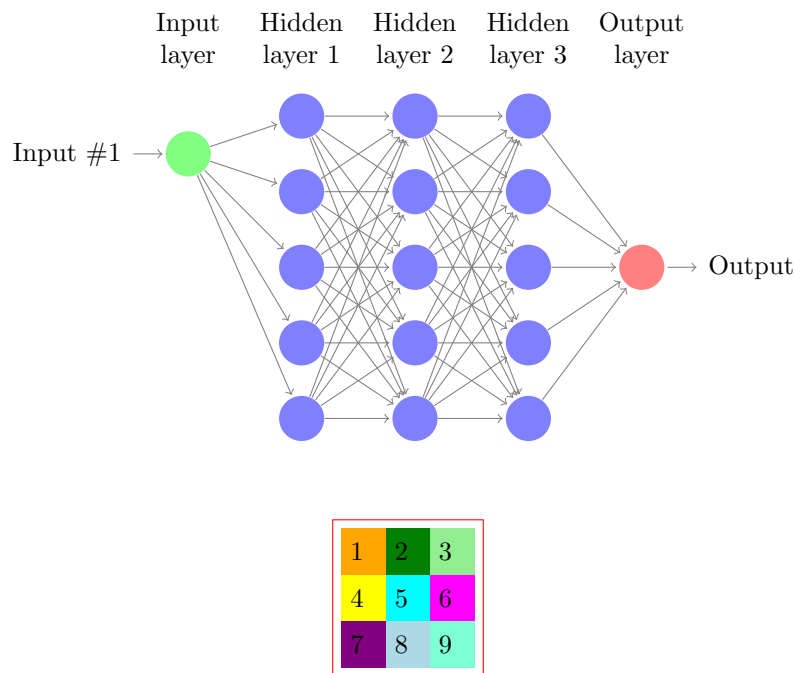 Input Hidden Hidden Hidden Output
layer layer 1 layer 2 layer 3 layer
Input #1
Output
1 2 3
4 5 6
7 8 9